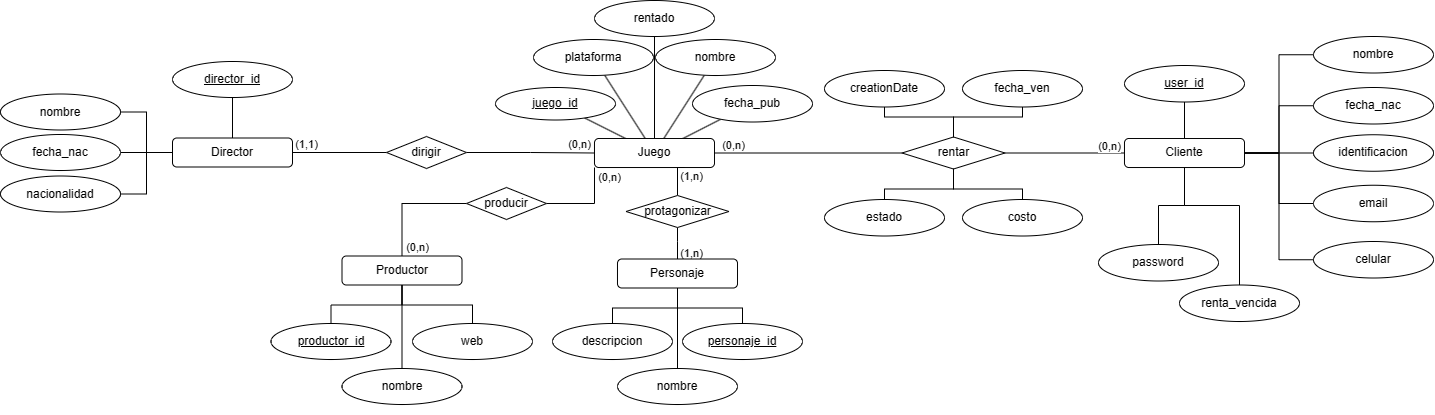 rentado
plataforma
nombre
director_id
juego_id
fecha_pub
creationDate
fecha_ven
user_id
nombre
nombre
fecha_nac
nacionalidad
Director
(1,1)
dirigir
(0,n)
Juego
(0,n)
rentar
(0,n)
Cliente
fecha_nac
identificacion
email
celular
(0,n)
(1,n)
producir
protagonizar
estado
costo
password
renta_vencida
(0,n)
Productor
(1,n)
Personaje
productor_id
web
nombre
descripcion
personaje_id
nombre